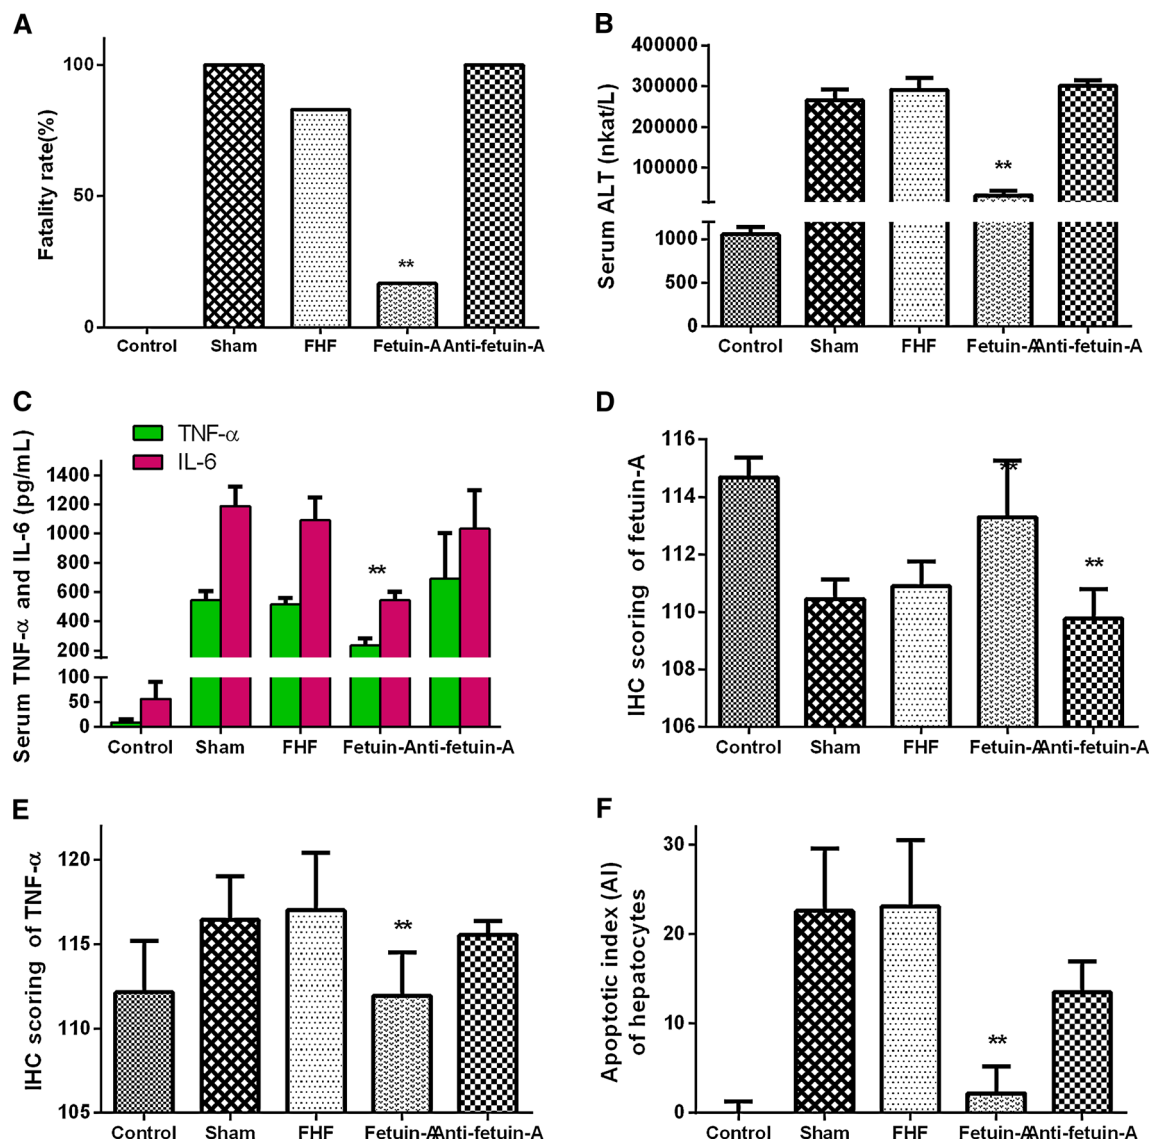 A
Fatality rate(%)
100
50
0
**
Control Sham FHF Fetuin-A Anti-fetuin-A
B
Serum ALT (nkat/L)
400000
300000
200000
100000
1000
500
0
**
Control Sham FHF Fetuin-A Anti-fetuin-A
C
TNF-α
IL-6
Serum TNF-α and IL-6 (pg/mL)
1400
1200
1000
800
600
400
200
100
50
0
**
Control Sham FHF Fetuin-A Anti-fetuin-A
D
IHC scoring of fetuin-A
116
114
112
110
108
106
**
**
Control Sham FHF Fetuin-A Anti-fetuin-A
E
IHC scoring of TNF-α
120
115
110
105
**
Control Sham FHF Fetuin-A Anti-fetuin-A
F
Apoptotic index (AI)
of hepatocytes
30
20
10
0
**
Control Sham FHF Fetuin-A Anti-fetuin-A